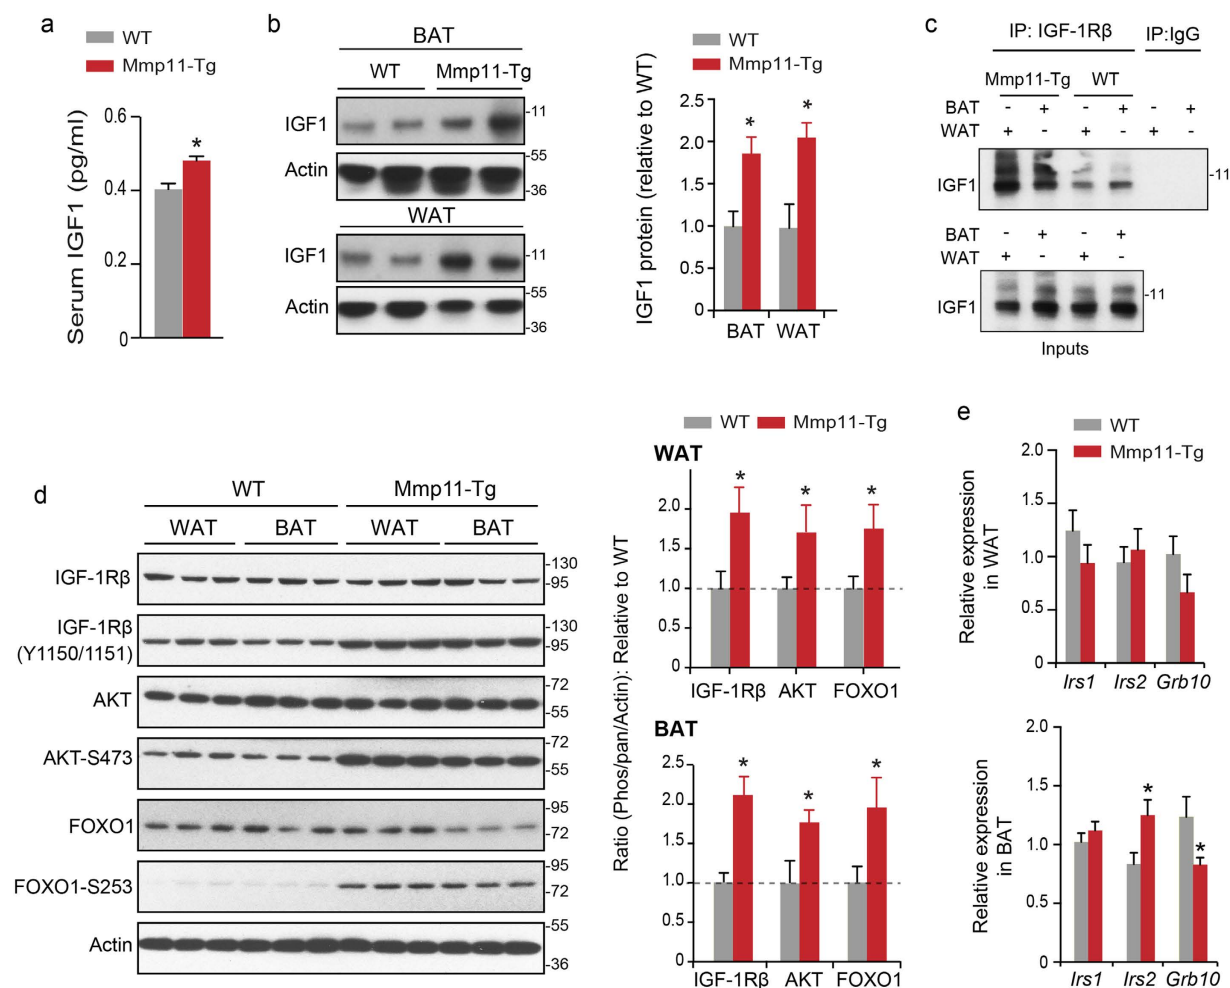 a
WT
Mmp11-Tg
Serum IGF1 (pg/ml)
0.6
0.4
0.2
0
*
b
BAT
WT Mmp11-Tg
IGF1
-11
Actin
-55
-36
WAT
IGF1
-11
Actin
-55
-36
WT
Mmp11-Tg
IGF1 protein (relative to WT)
2.5
2.0
1.5
1.0
0.5
0
* *
BAT WAT
c
IP: IGF-1Rβ IP:IgG
Mmp11-Tg WT
BAT - + - + - +
WAT + - + - + -
IGF1
-11
BAT - + - +
WAT + - + -
IGF1
-11
Inputs
d
WT Mmp11-Tg
WAT BAT WAT BAT
IGF-1Rβ
-130
-95
IGF-1Rβ
(Y1150/1151)
-130
-95
AKT
-72
-55
AKT-S473
-72
-55
FOXO1
-95
-72
FOXO1-S253
-95
-72
Actin
-55
-36
WT Mmp11-Tg
Ratio (Phos/pan/Actin): Relative to WT
WAT
2.0
1.0
1.0
0
* * *
IGF-1Rβ AKT FOXO1
BAT
2.5
2.0
1.5
1.0
0.5
0
* * *
IGF-1Rβ AKT FOXO1
e
WT
Mmp11-Tg
Relative expression
in WAT
2.0
1.5
1.0
0.5
0
Irs1 Irs2 Grb10
Relative expression
in BAT
2.0
1.5
1.0
0.5
0
* *
Irs1 Irs2 Grb10